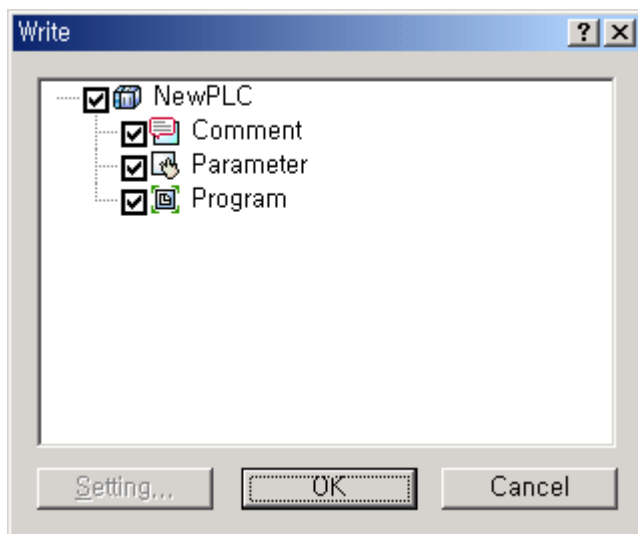 Write
NewPLC
Comment
Parameter
Program
Setting...
OK
Cancel